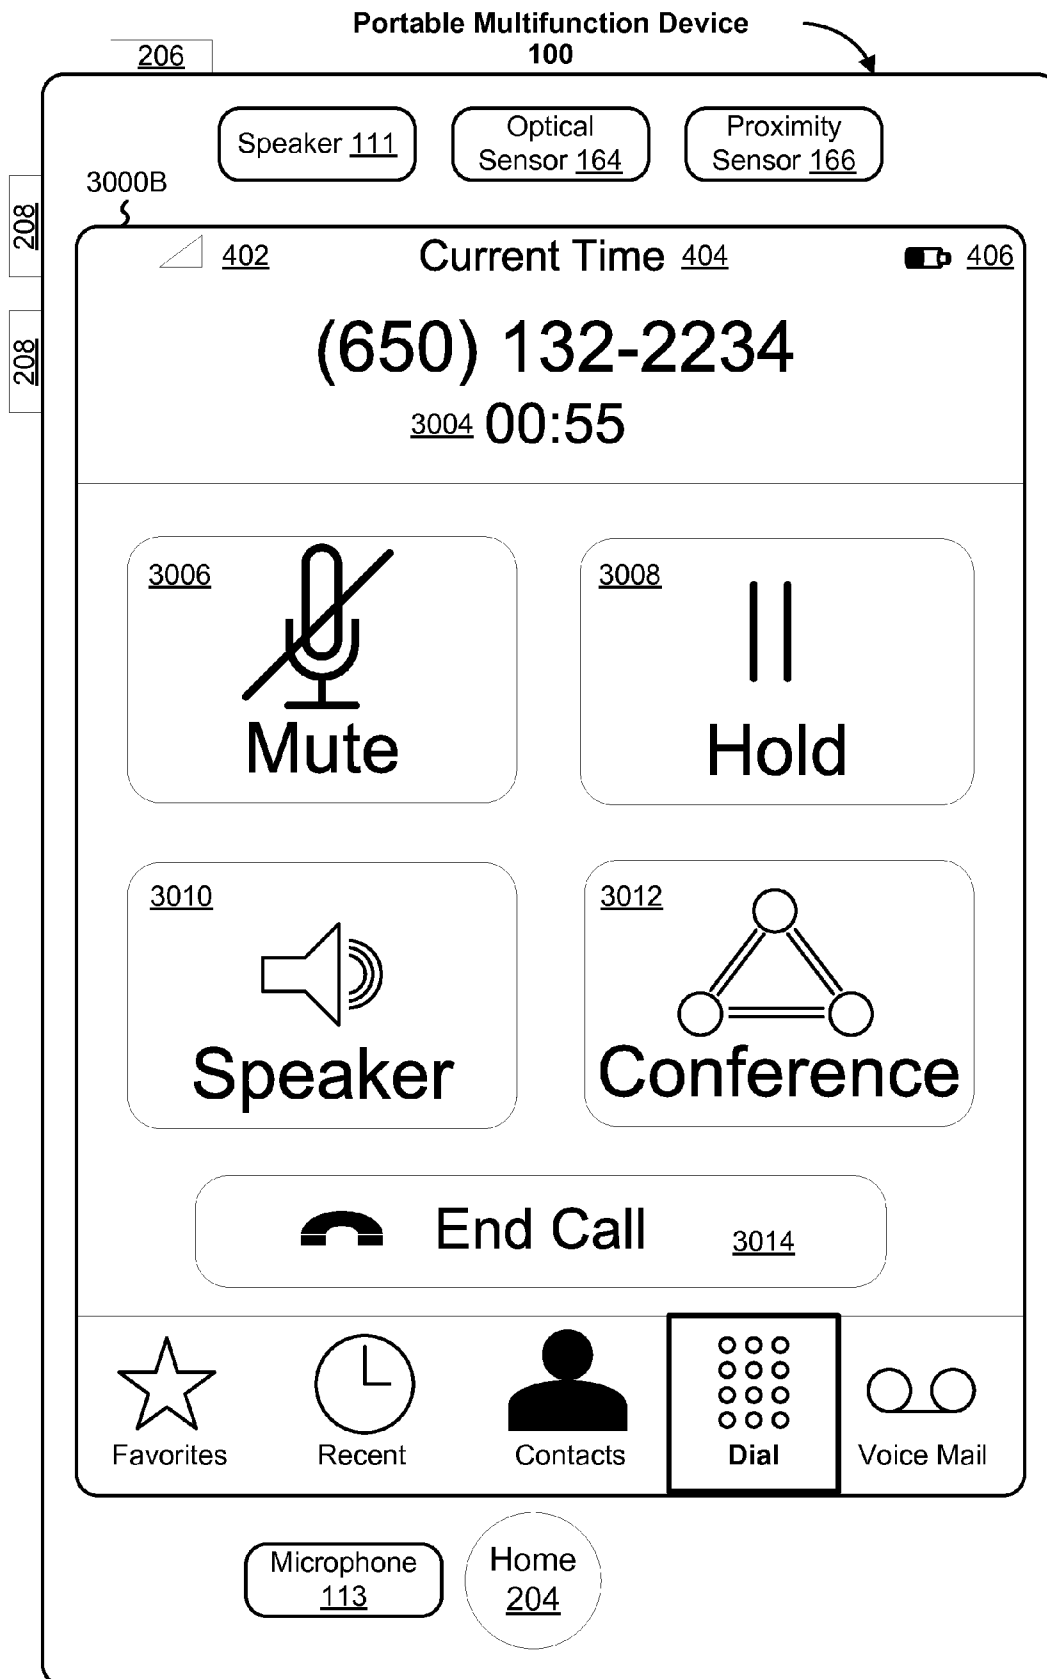 Portable Multifunction Device
100
206
Speaker 111
Optical
Sensor 164
Proximity
Sensor 166
3000B
208
208
402
Current Time 404
406
(650) 132-2234
3004 00:55
3006
Mute
3008
Hold
3010
Speaker
3012
Conference
End Call 3014
Favorites
Recent
Contacts
Dial
Voice Mail
Microphone
113
Home
204